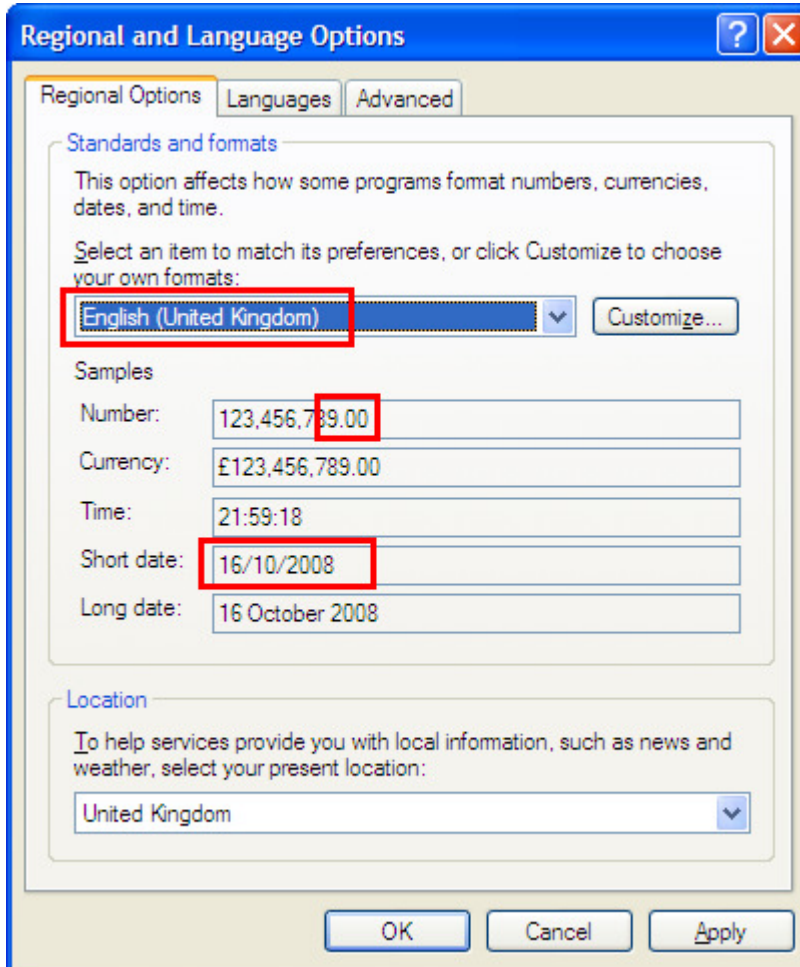 Regional and Language Options
?
Regional Options Languages Advanced
Standards and formats
This option affects how some programs format numbers, currencies,
dates, and time.
Select an item to match its preferences, or click Customize to choose
your own formats:
English (United Kingdom) Customize...
Samples
Number: 123,456,789.00
Currency: £123,456,789.00
Time: 21:59:18
Short date: 16/10/2008
Long date: 16 October 2008
Location
To help services provide you with local information, such as news and
weather, select your present location:
United Kingdom
OK Cancel Apply